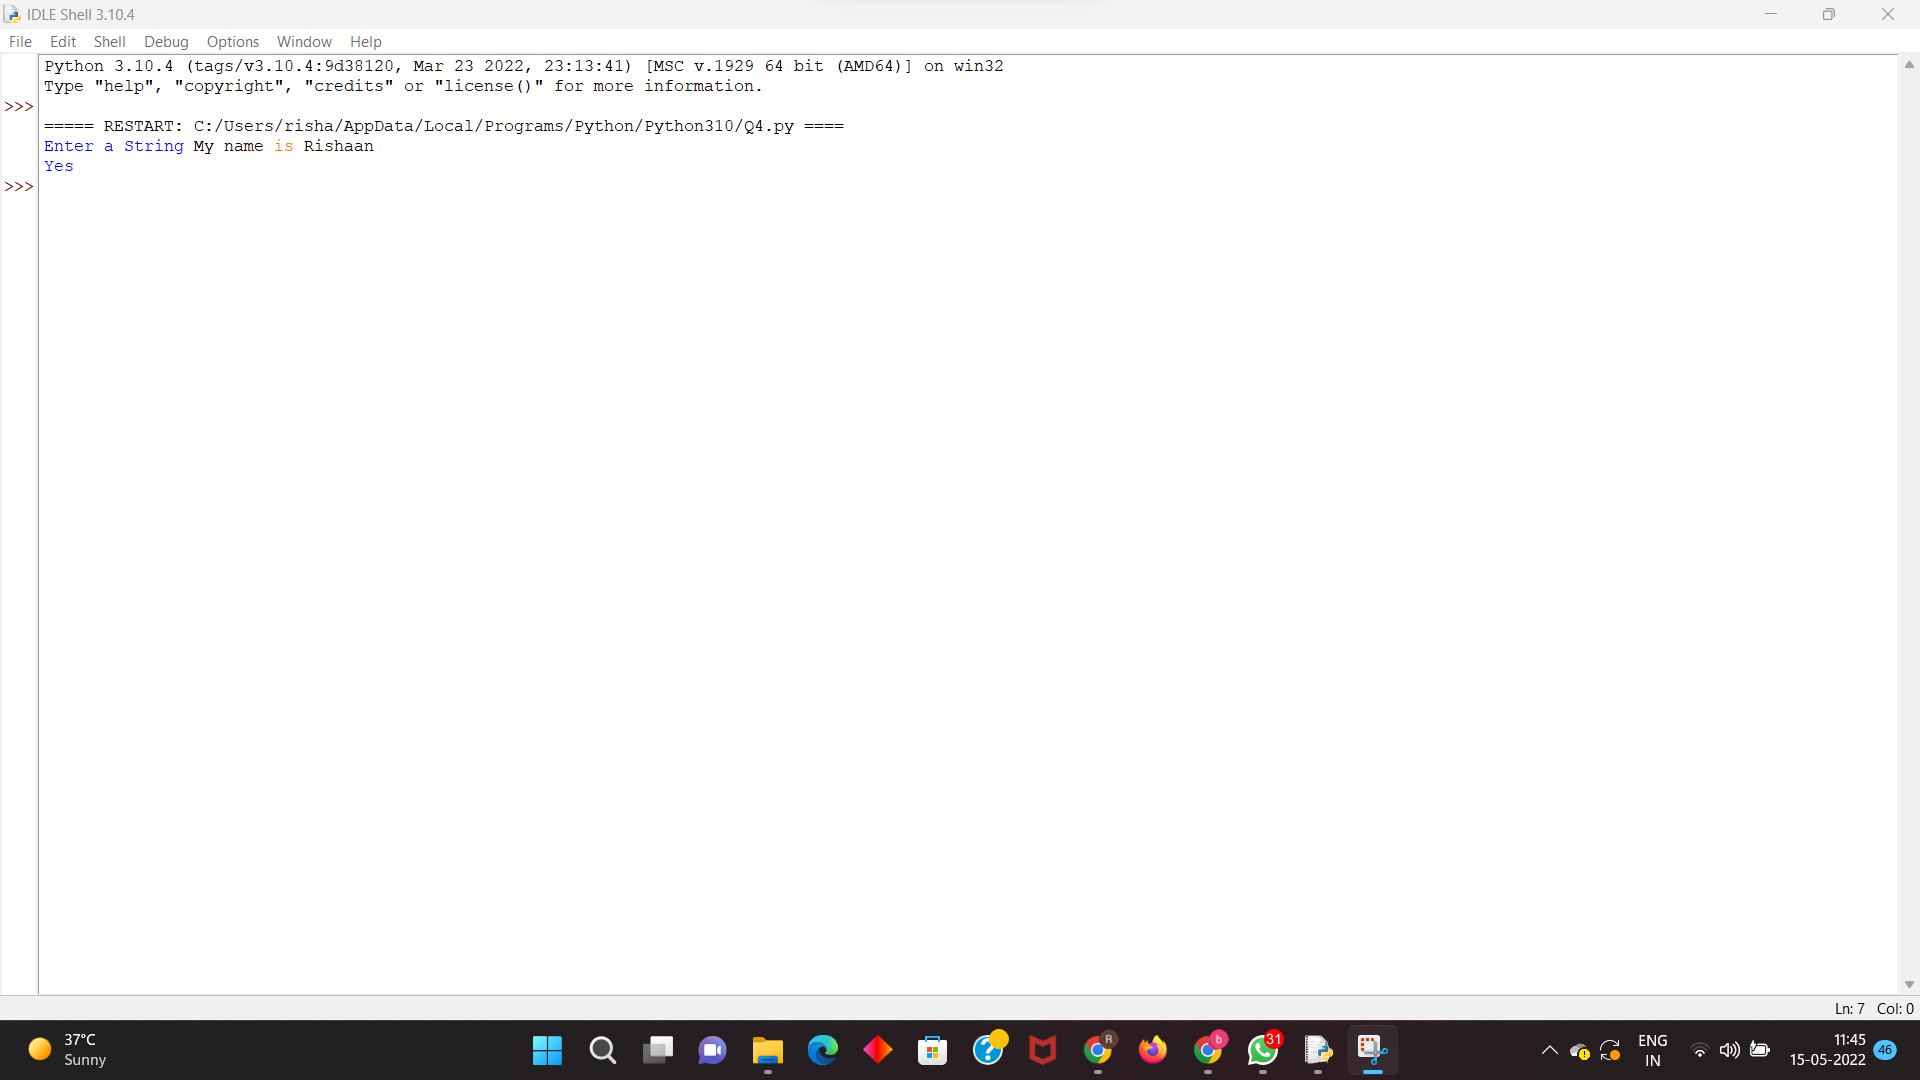 IDLE Shell 3.10.4
File Edit Shell Debug Options Window Help
Python 3.10.4 (tags/v3.10.4:9d38120, Mar 23 2022, 23:13:41) [MSC v.1929 64 bit (AMD64)] on win32
Type "help", "copyright", "credits" or "license()" for more information.
>>>
===== RESTART: C:/Users/risha/AppData/Local/Programs/Python/Python310/Q4.py ====
Enter a String My name is Rishaan
Yes
>>>
Ln: 7 Col: 0
37°C
Sunny
R
b
31
ENG
IN
11:45
15-05-2022
46